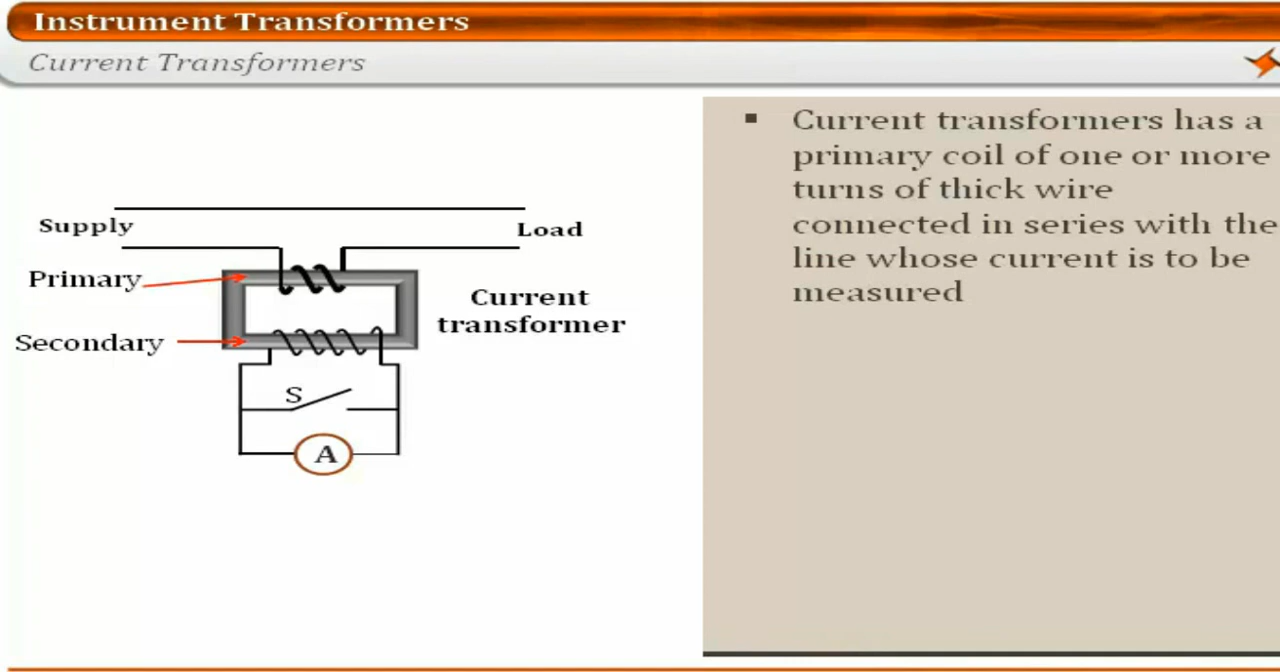 Instrument Transformers
Current Transformers
Supply
Load
Primary
Secondary
Current
transformer
S
A
▪ Current transformers has a
primary coil of one or more
turns of thick wire
connected in series with the
line whose current is to be
measured